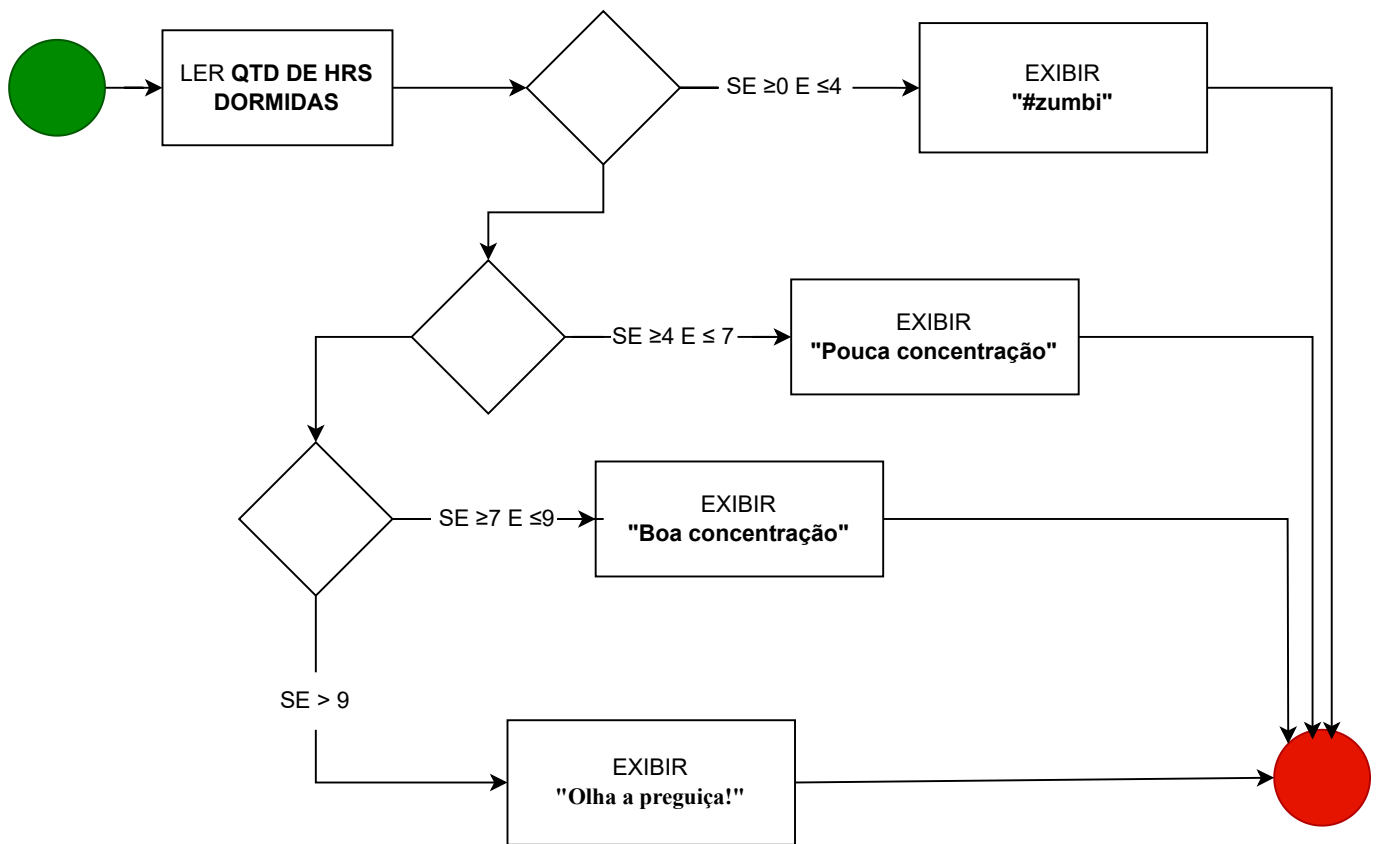 LER QTD DE HRS
DORMIDAS
SE ≥0 E ≤4
EXIBIR
"#zumbi"
SE ≥4 E ≤ 7
EXIBIR
"Pouca concentração"
SE ≥7 E ≤9
EXIBIR
"Boa concentração"
SE > 9
EXIBIR
"Olha a preguiça!"